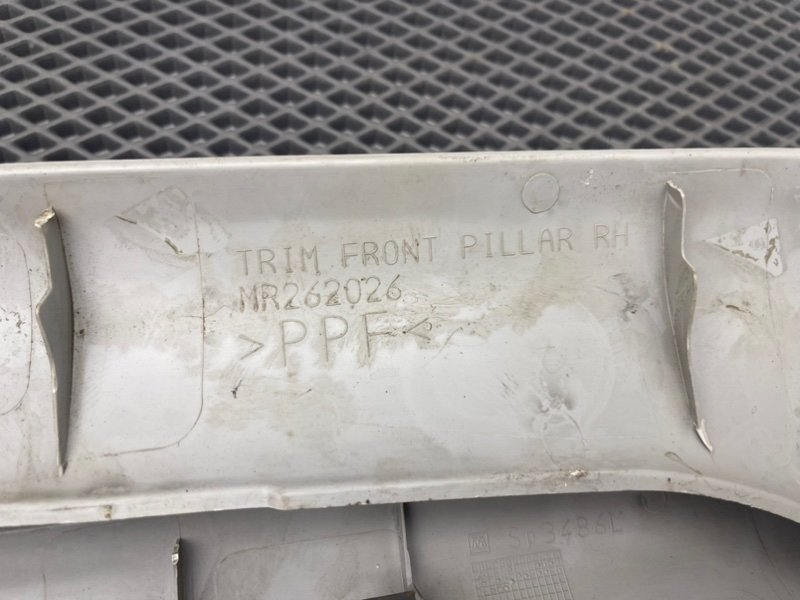 TRIM FRONT PILLAR RH
MR262026
>PPF<